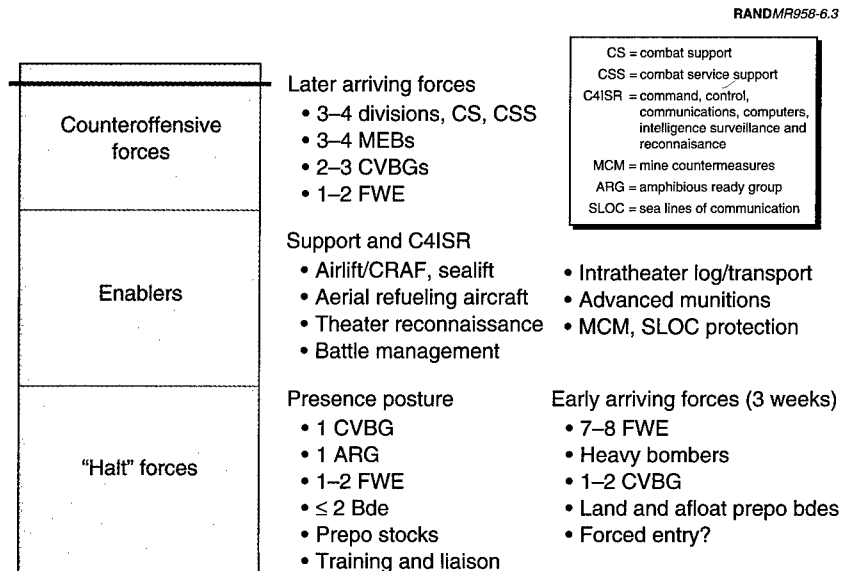 RANDMR958-6.3
CS = combat support
CSS = combat service support
C4ISR = command, control,
communications, computers,
intelligence surveillance and
reconnaisance
MCM = mine countermeasures
ARG = amphibious ready group
SLOC = sea lines of communication
Counteroffensive
forces
Later arriving forces
• 3–4 divisions, CS, CSS
• 3–4 MEBs
• 2–3 CVBGs
• 1–2 FWE
Enablers
Support and C4ISR
• Airlift/CRAF, sealift
• Aerial refueling aircraft
• Theater reconnaissance
• Battle management
• Intratheater log/transport
• Advanced munitions
• MCM, SLOC protection
"Halt" forces
Presence posture
• 1 CVBG
• 1 ARG
• 1–2 FWE
• ≤ 2 Bde
• Prepo stocks
• Training and liaison
Early arriving forces (3 weeks)
• 7–8 FWE
• Heavy bombers
• 1–2 CVBG
• Land and afloat prepo bdes
• Forced entry?